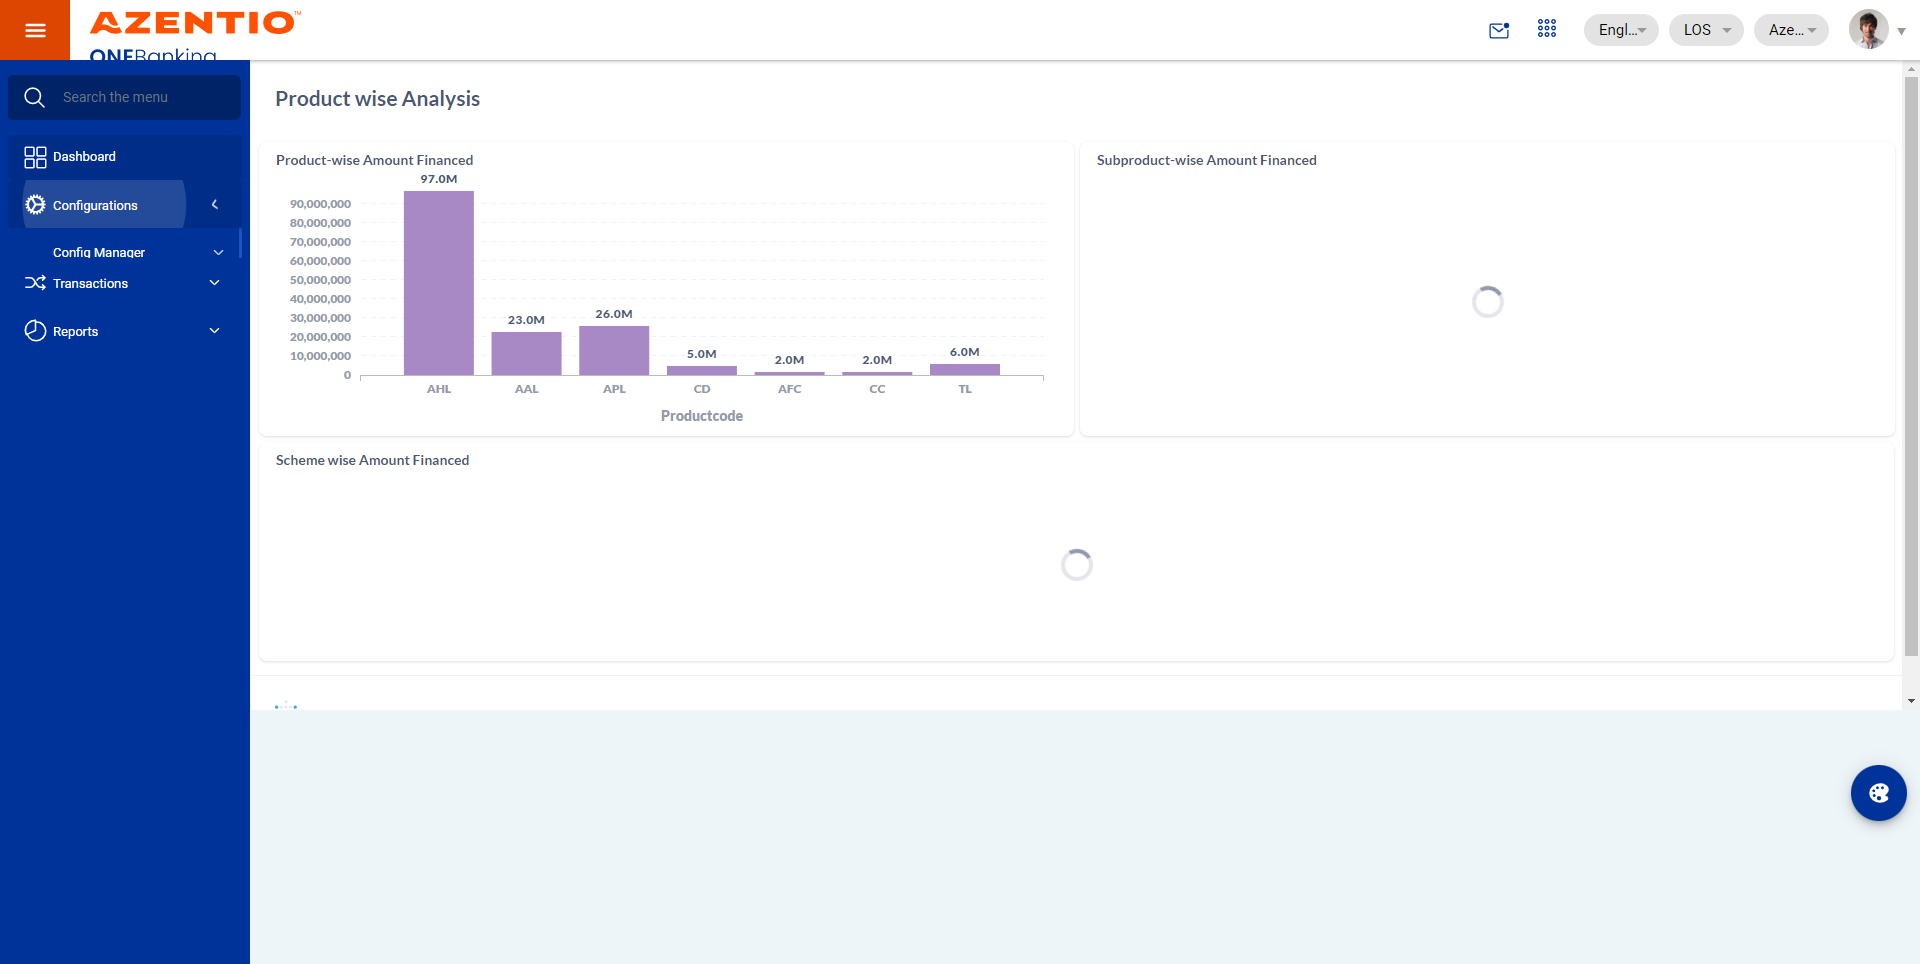 AZENTIO™
ONEBanking
Engl...
LOS
Aze...
Search the menu
Dashboard
Configurations
Config Manager
Transactions
Reports
Product wise Analysis
Product-wise Amount Financed
97.0M
90,000,000
80,000,000
70,000,000
60,000,000
50,000,000
40,000,000
30,000,000
20,000,000
10,000,000
0
23.0M
26.0M
5.0M
2.0M
2.0M
6.0M
AHL
AAL
APL
CD
AFC
CC
TL
Productcode
Subproduct-wise Amount Financed
Scheme wise Amount Financed